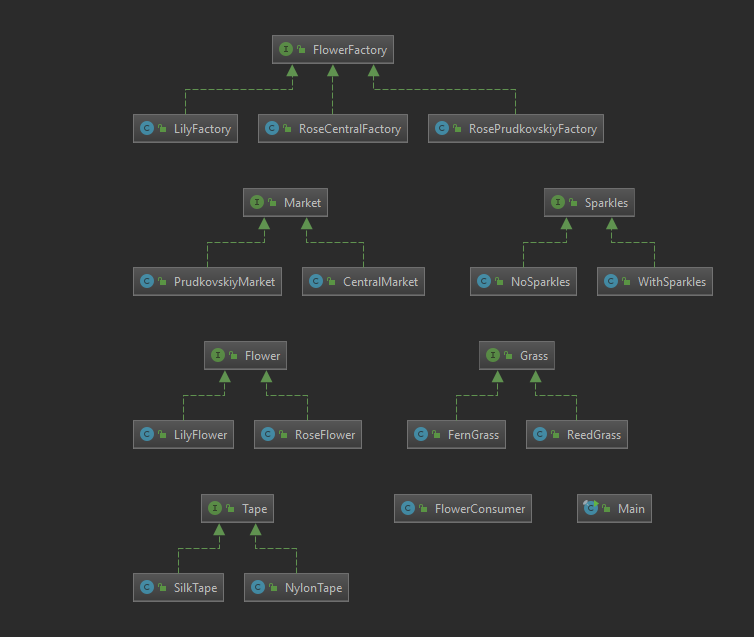 FlowerFactory
LilyFactory RoseCentralFactory RosePrudkovskiyFactory
Market Sparkles
PrudkovskiyMarket CentralMarket NoSparkles WithSparkles
Flower Grass
LilyFlower RoseFlower FernGrass ReedGrass
Tape FlowerConsumer Main
SilkTape NylonTape